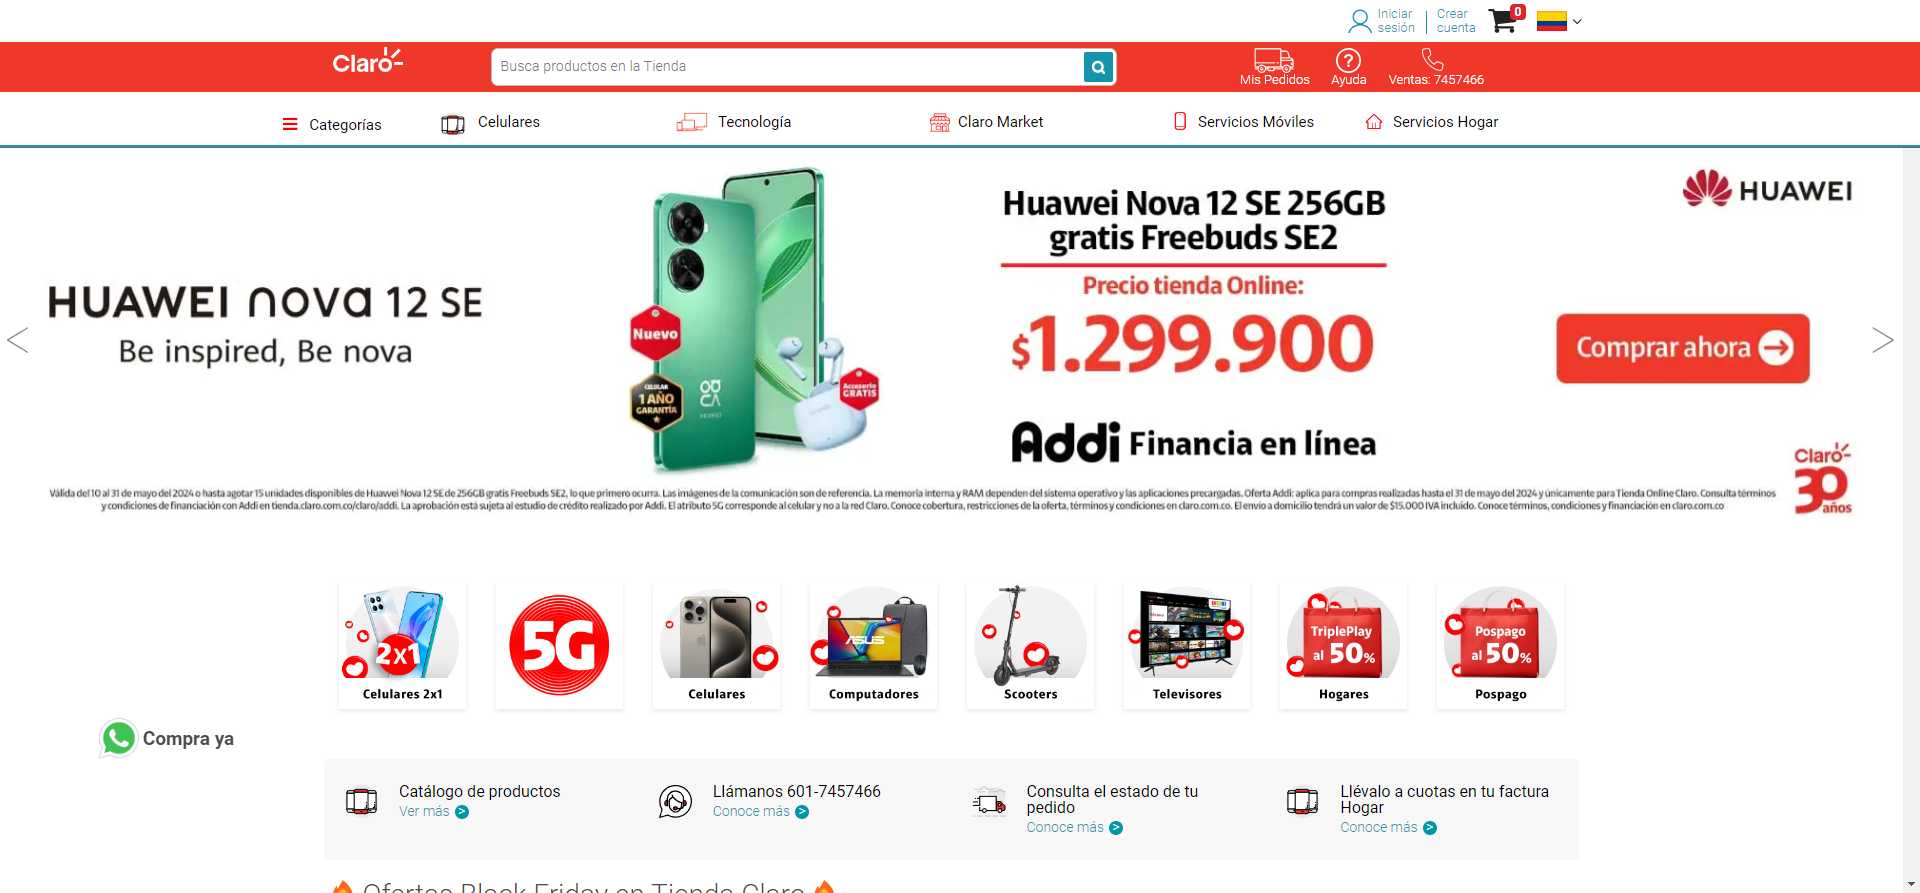 Iniciar sesión
Crear cuenta
0
Claro
Busca productos en la Tienda
Mis Pedidos
Ayuda
Ventas: 7457466
Categorías
Celulares
Tecnología
Claro Market
Servicios Móviles
Servicios Hogar
HUAWEI nova 12 SE
Be inspired, Be nova
Nuevo
CELULAR
1 AÑO
GARANTÍA
HUAWEI
Accesorio
GRATIS
Huawei Nova 12 SE 256GB
gratis Freebuds SE2
Precio tienda Online:
$1.299.900
Addi Financia en línea
HUAWEI
Comprar ahora
Claro
30
años
Válida del 10 al 31 de mayo del 2024 o hasta agotar 15 unidades disponibles de Huawei Nova 12 SE de 256GB gratis Freebuds SE2, lo que primero ocurra. Las imágenes de la comunicación son de referencia. La memoria interna y RAM dependen del sistema operativo y las aplicaciones precargadas. Oferta Addi: aplica para compras realizadas hasta el 31 de mayo del 2024 y únicamente para Tienda Online Claro. Consulta términos
y condiciones de financiación con Addi en tienda.claro.com.co/claro/addi. La aprobación está sujeta al estudio de crédito realizado por Addi. El atributo 5G corresponde al celular y no a la red Claro. Conoce cobertura, restricciones de la oferta, términos y condiciones en claro.com.co. El envío a domicilio tendrá un valor de $15.000 IVA incluido. Conoce términos, condiciones y financiación en claro.com.co
2x1
Celulares 2x1
5G
Celulares
ASUS
Computadores
Scooters
Televisores
TriplePlay
al 50%
Hogares
Pospago
al 50%
Pospago
Compra ya
Catálogo de productos
Ver más >
Llámanos 601-7457466
Conoce más >
Consulta el estado de tu
pedido
Conoce más >
Llévalo a cuotas en tu factura
Hogar
Conoce más >
Ofertas Black Friday en Tienda Claro